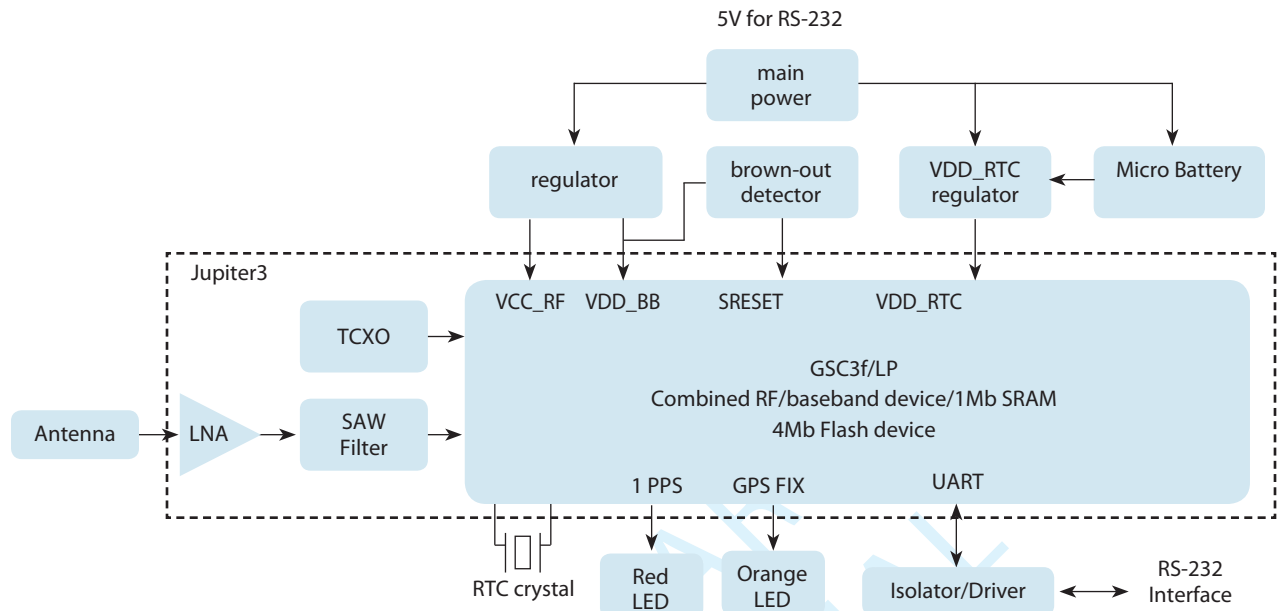 5V for RS-232
main
power
regulator
brown-out
detector
VDD_RTC
regulator
Micro Battery
Jupiter3
VCC_RF
VDD_BB
SRESET
VDD_RTC
TCXO
GSC3f/LP
Combined RF/baseband device/1Mb SRAM
4Mb Flash device
Antenna
LNA
SAW
Filter
1 PPS
GPS FIX
UART
RTC crystal
Red
LED
Orange
LED
Isolator/Driver
RS-232
Interface